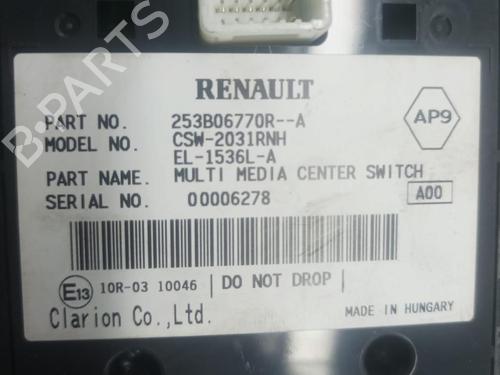 RENAULT
PART NO. 253B06770R--A
AP9
MODEL NO. CSW-2031RNH
EL-1536L-A
PART NAME. MULTI MEDIA CENTER SWITCH
SERIAL NO. 00006278
A00
E13 10R-03 10046 DO NOT DROP
Clarion Co.,Ltd. MADE IN HUNGARY
B-PARTS